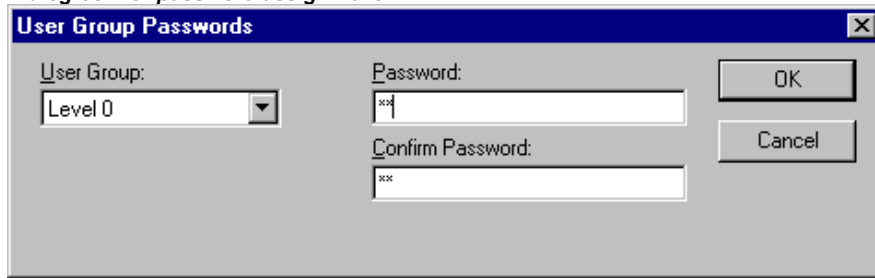 User Group Passwords
User Group:
Level 0
Password:
**
Confirm Password:
**
OK
Cancel